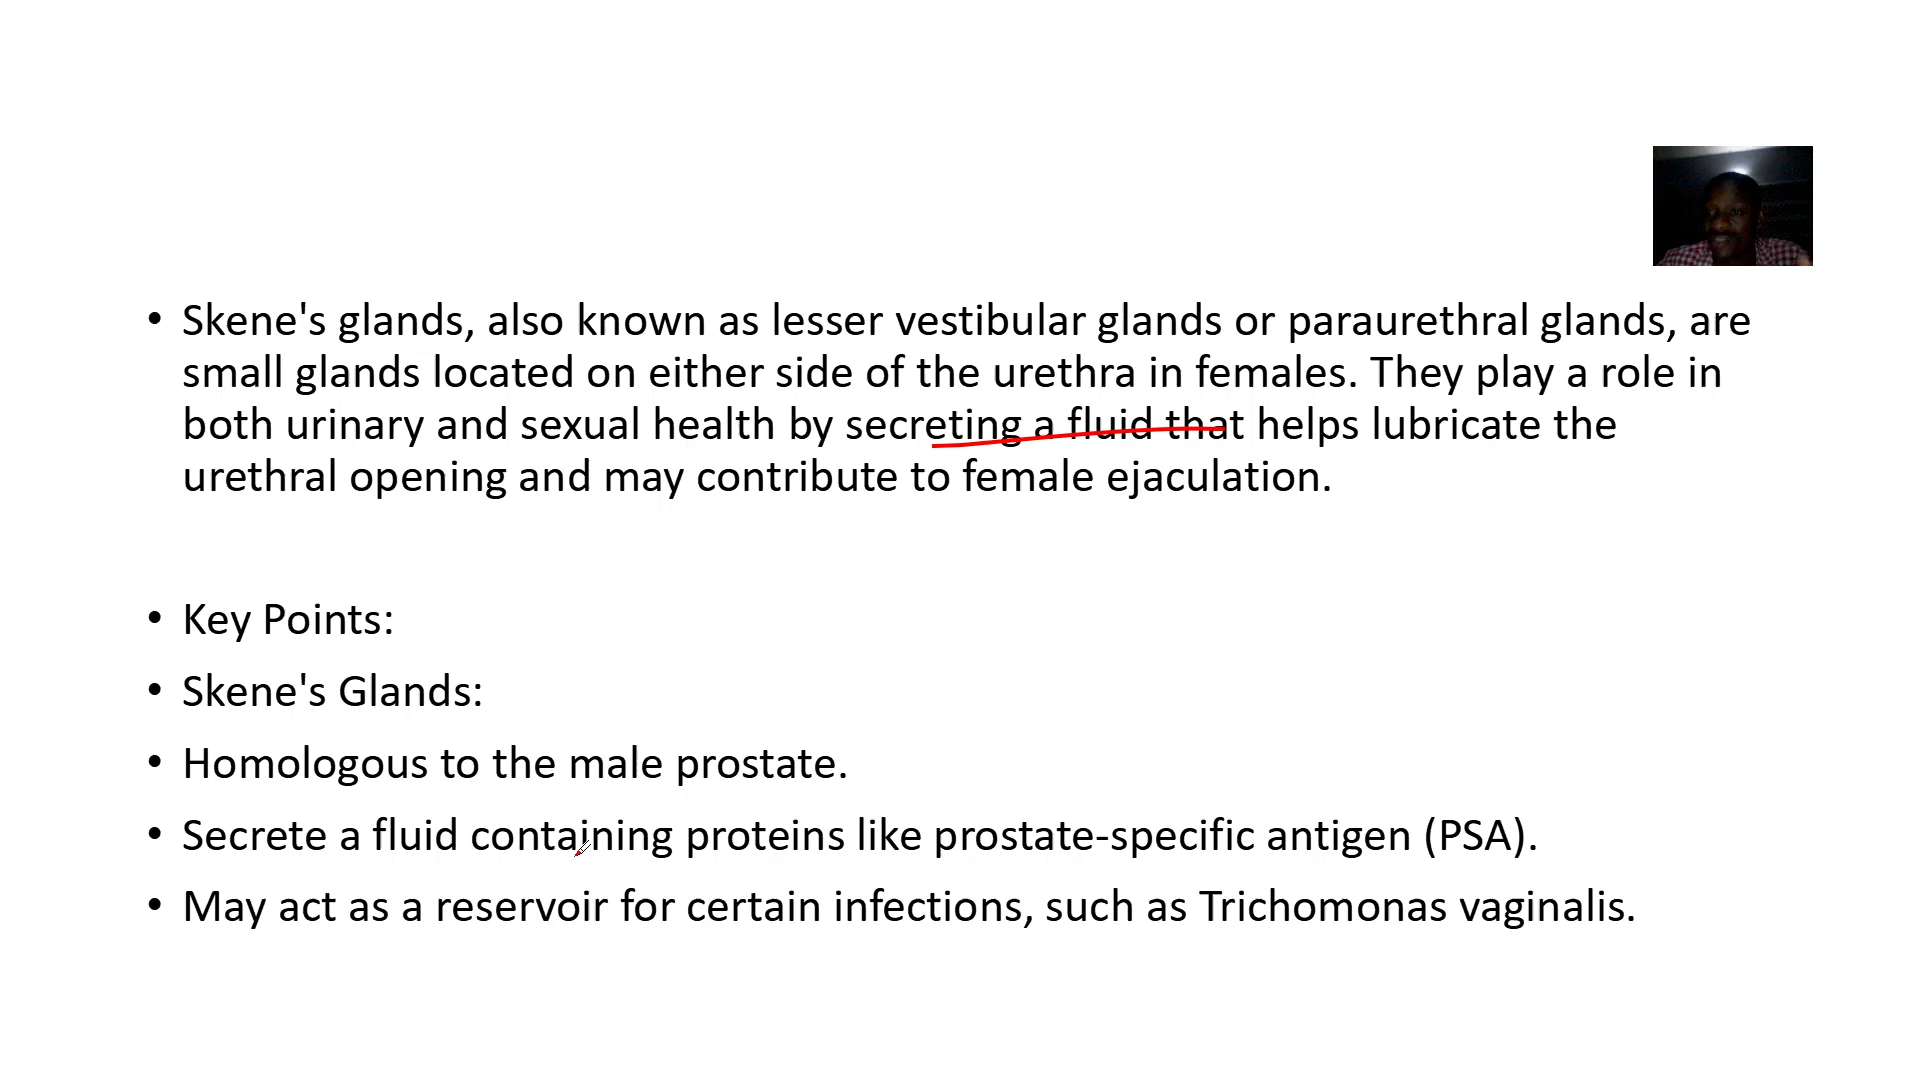 • Skene's glands, also known as lesser vestibular glands or paraurethral glands, are
small glands located on either side of the urethra in females. They play a role in
both urinary and sexual health by secreting a fluid that helps lubricate the
urethral opening and may contribute to female ejaculation.
• Key Points:
• Skene's Glands:
• Homologous to the male prostate.
• Secrete a fluid containing proteins like prostate-specific antigen (PSA).
• May act as a reservoir for certain infections, such as Trichomonas vaginalis.